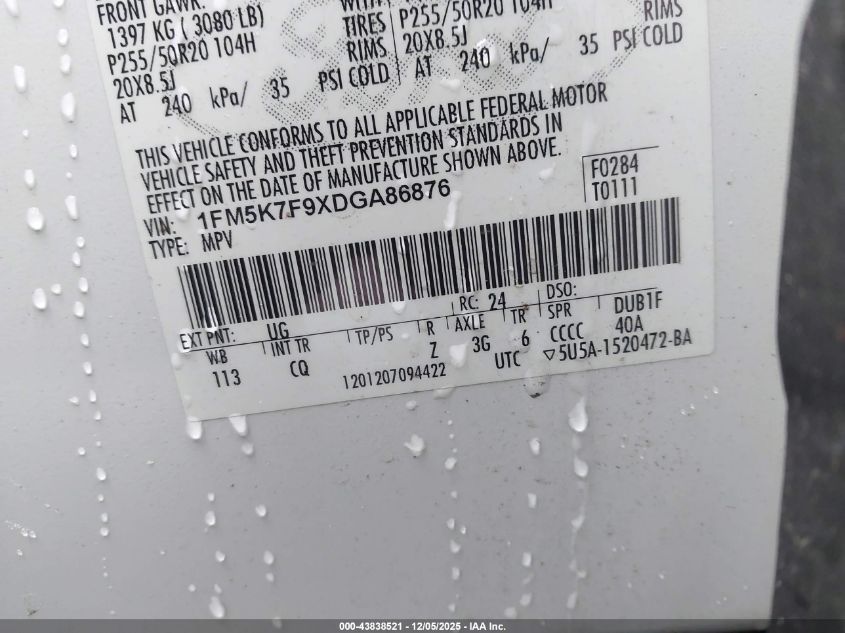 FRONT GAWR:
1397 KG ( 3080 LB)
P255/50R20 104H
20X8.5J
AT 240 kPa/ 35 PSI COLD
WITH
TIRES P255/50R20 104H
RIMS 20X8.5J
RIMS
AT 240 kPa/ 35 PSI COLD
THIS VEHICLE CONFORMS TO ALL APPLICABLE FEDERAL MOTOR
VEHICLE SAFETY AND THEFT PREVENTION STANDARDS IN
EFFECT ON THE DATE OF MANUFACTURE SHOWN ABOVE.
VIN: 1FM5K7F9XDGA86876
TYPE: MPV
F0284
T0111
EXT PNT: UG RC: 24 DSO:
WB INT TR TP/PS R AXLE TR SPR DUB1F
113 CQ Z 3G 6 CCCC 40A
1201207094422 UTC ▽5U5A-1520472-BA
000-43838521 - 12/05/2025 - IAA Inc.